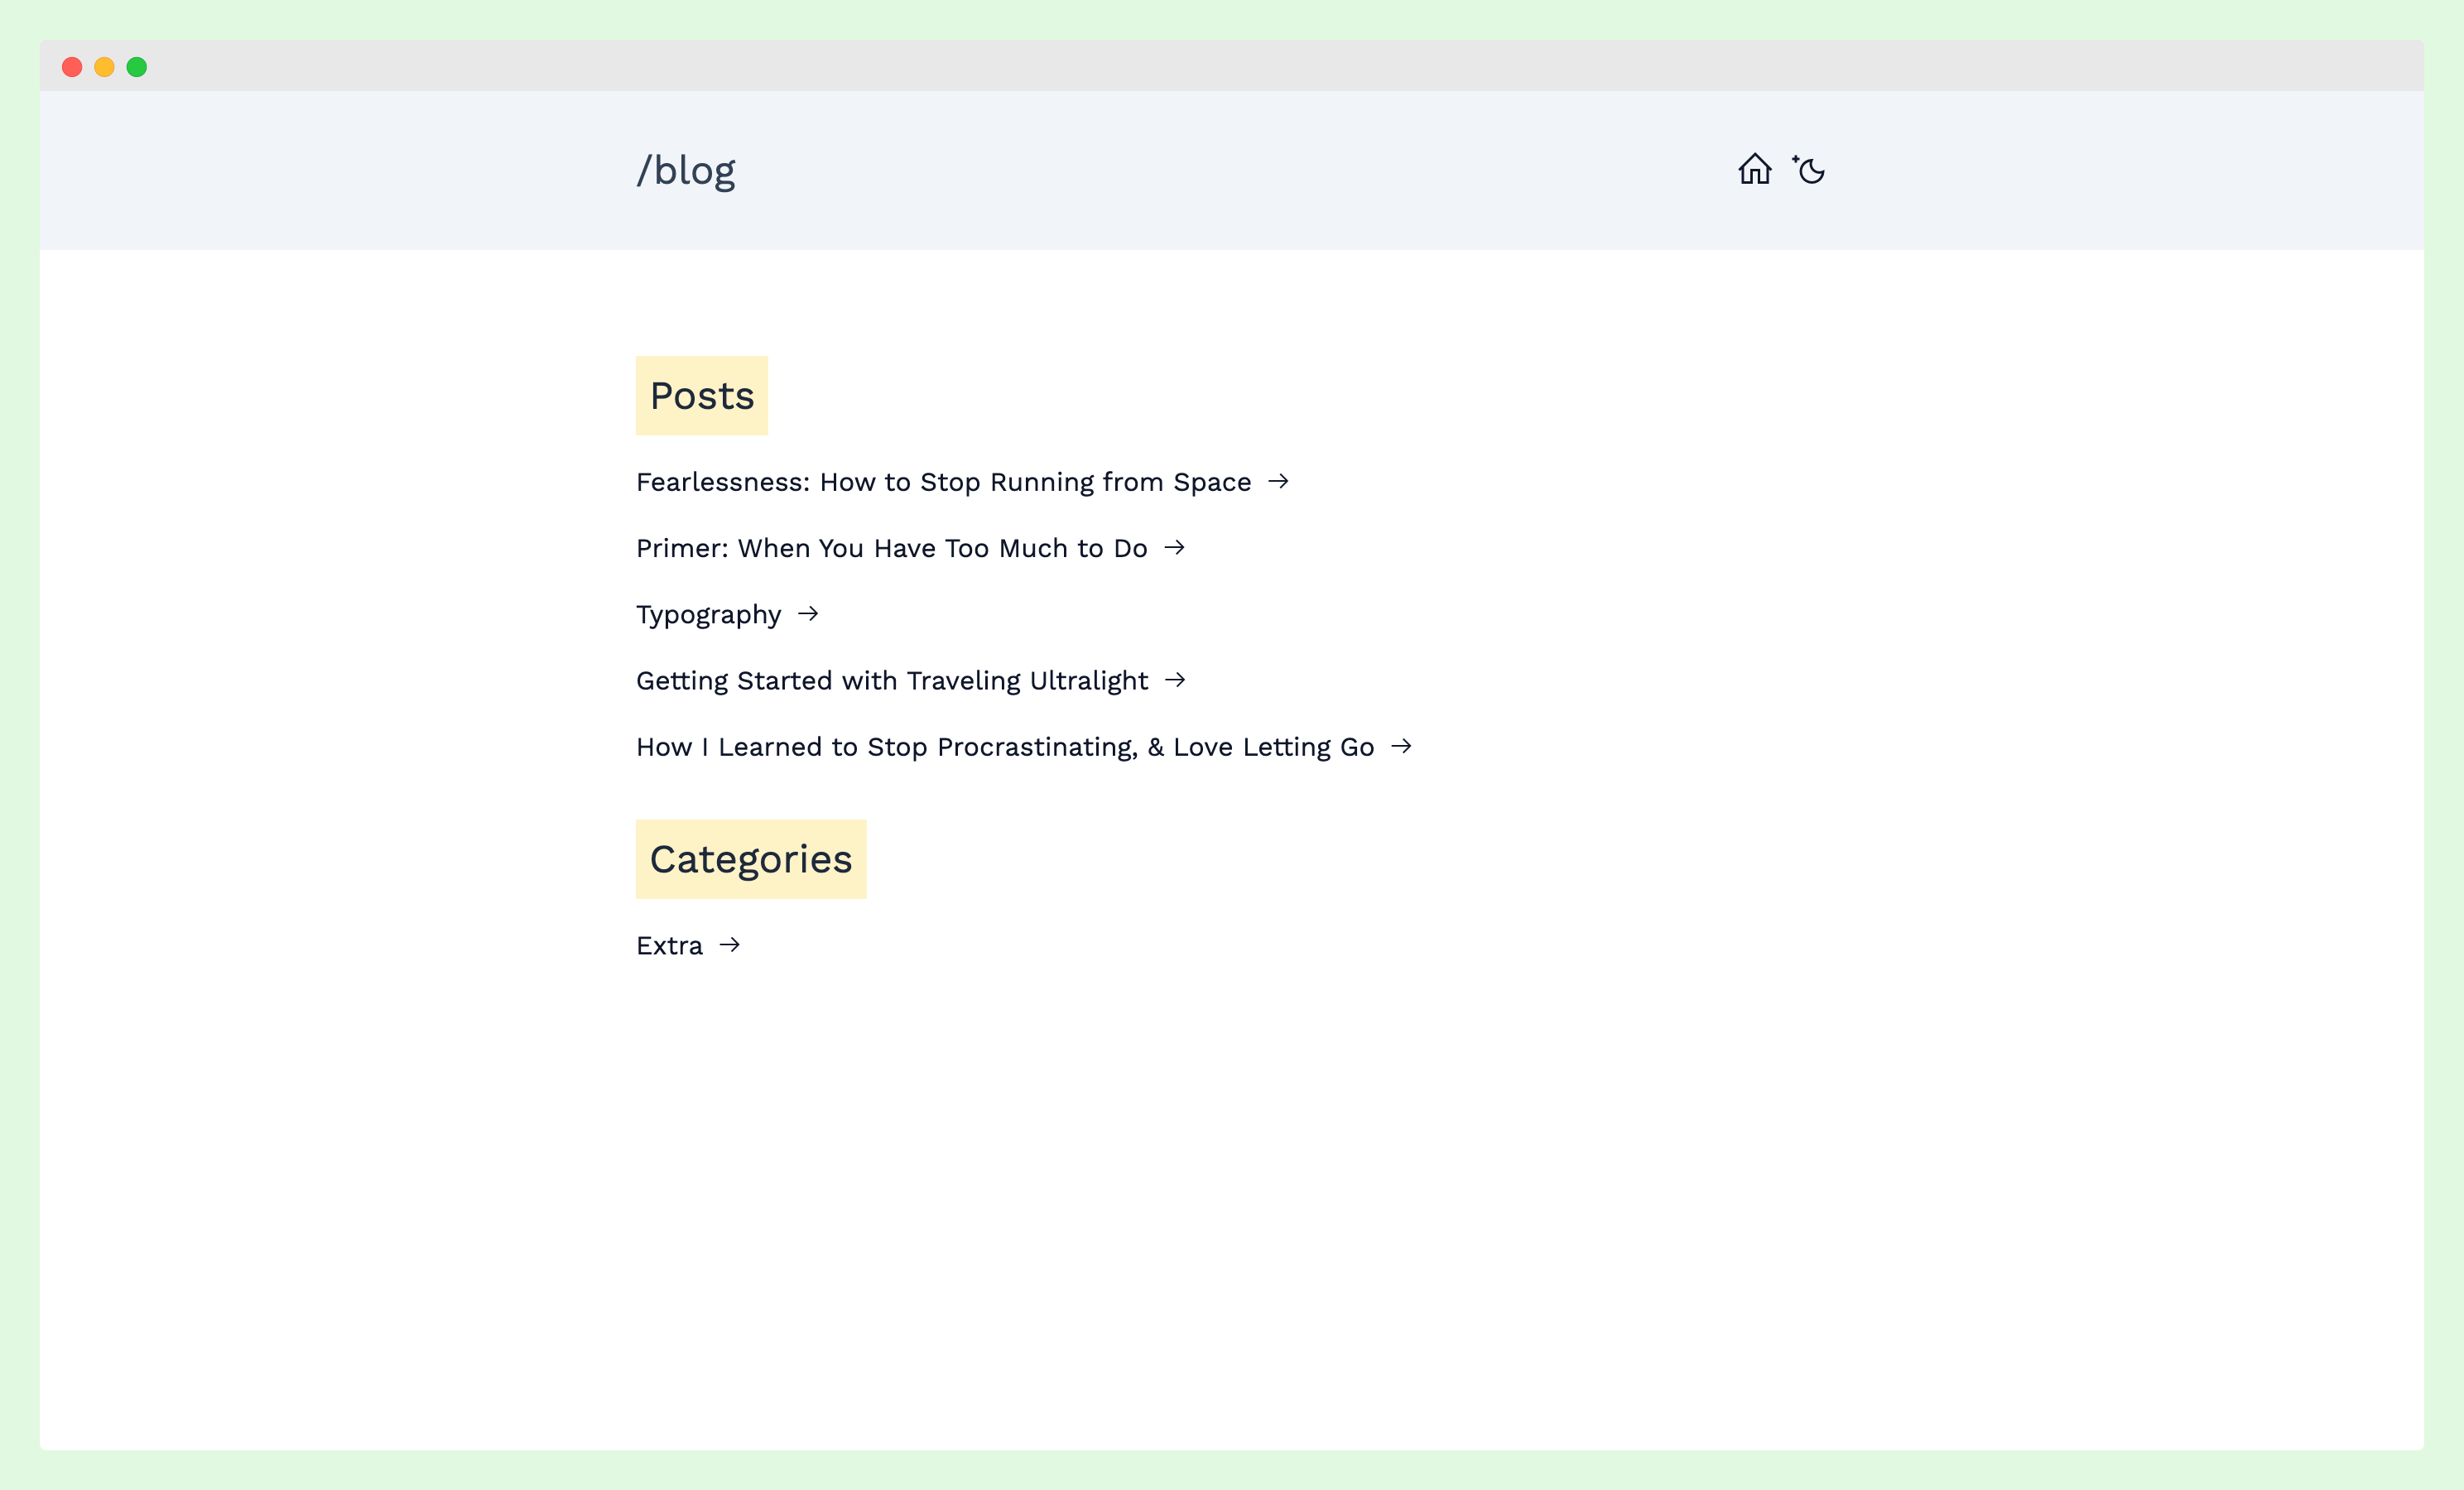 /blog
Posts
Fearlessness: How to Stop Running from Space →
Primer: When You Have Too Much to Do →
Typography →
Getting Started with Traveling Ultralight →
How I Learned to Stop Procrastinating, & Love Letting Go →
Categories
Extra →